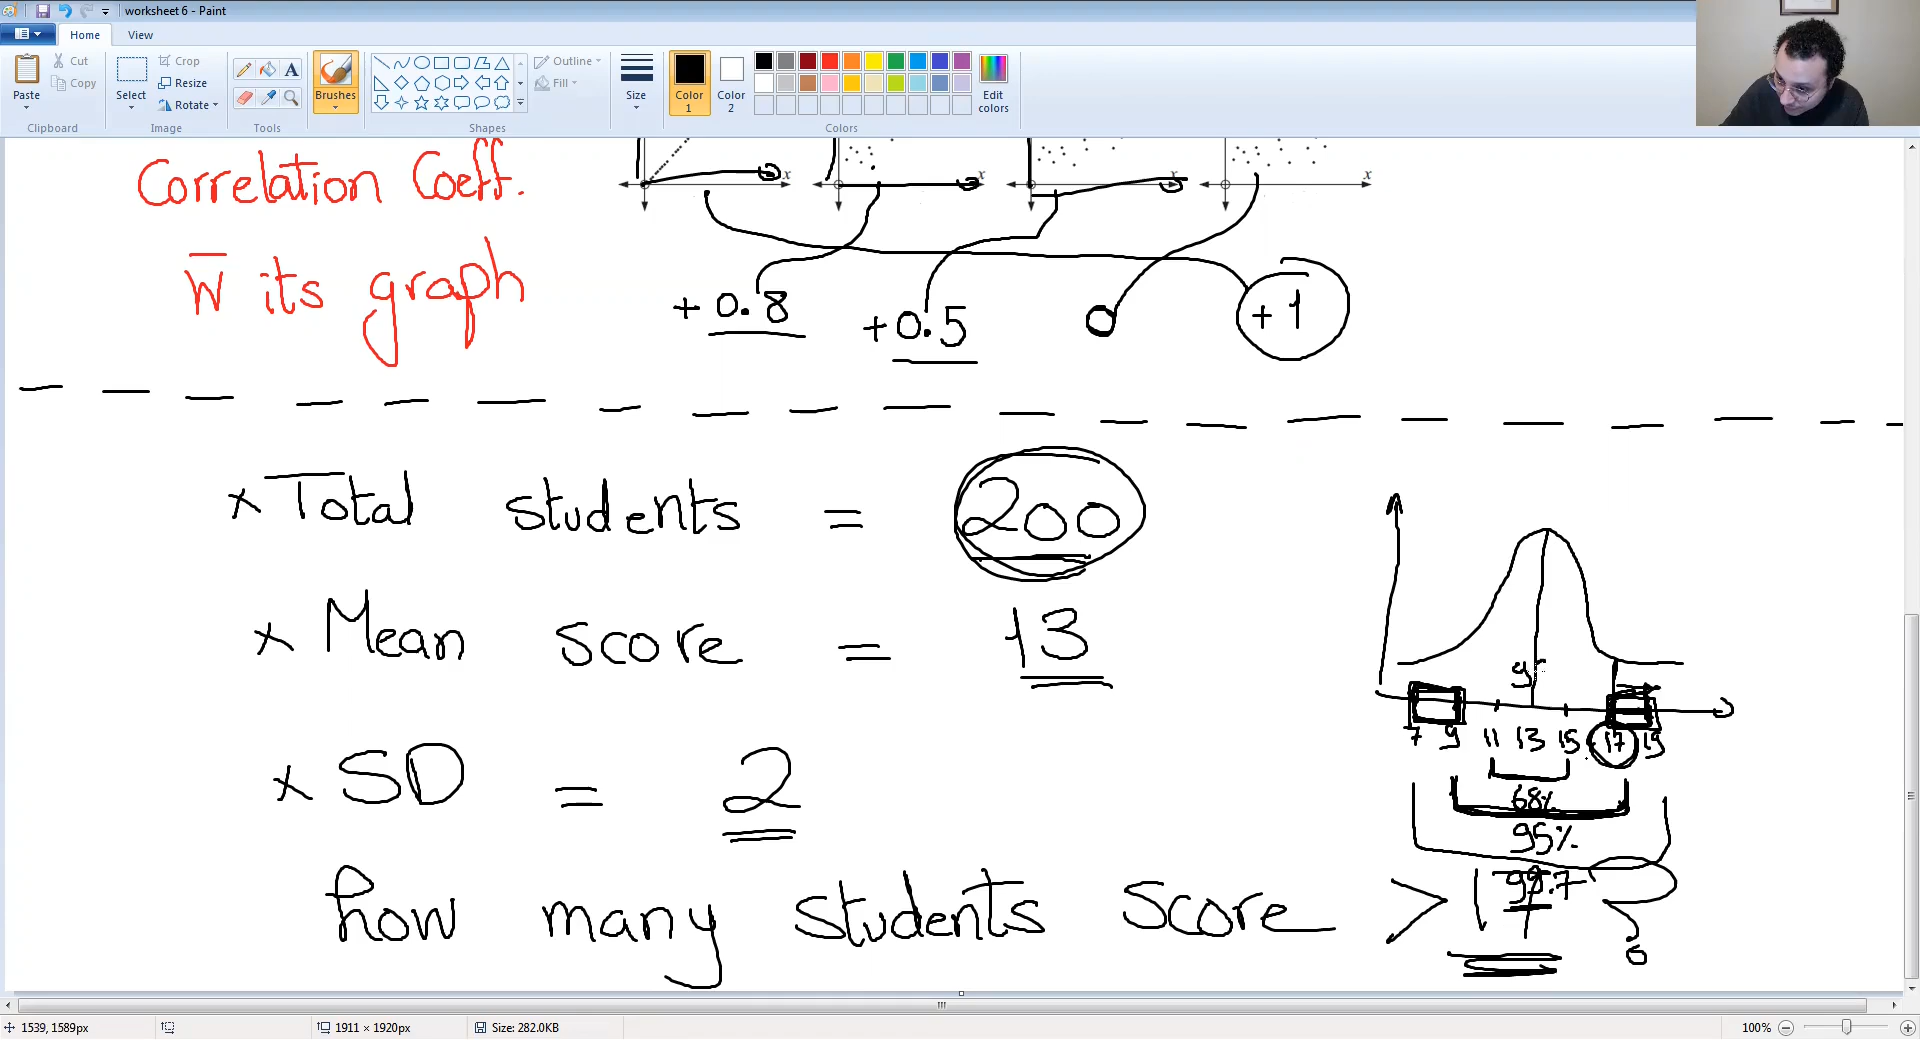 worksheet 6 - Paint
Home View
Cut
Copy
Paste
Clipboard
Crop
Resize
Rotate
Select
Image
Tools
Brushes
Outline
Fill
Shapes
Size
Color 1
Color 2
Edit colors
Colors
Correlation Coeff.
w̅ its graph
x x x x
+ 0.8
+ 0.5
0
+ 1
x Total students = 200
x Mean score = 13
x SD = 2
how many students score > 17
7 9 11 13 15 17 19
68%
95%
99.7
1539, 1589px
1911 × 1920px
Size: 282.0KB
100%